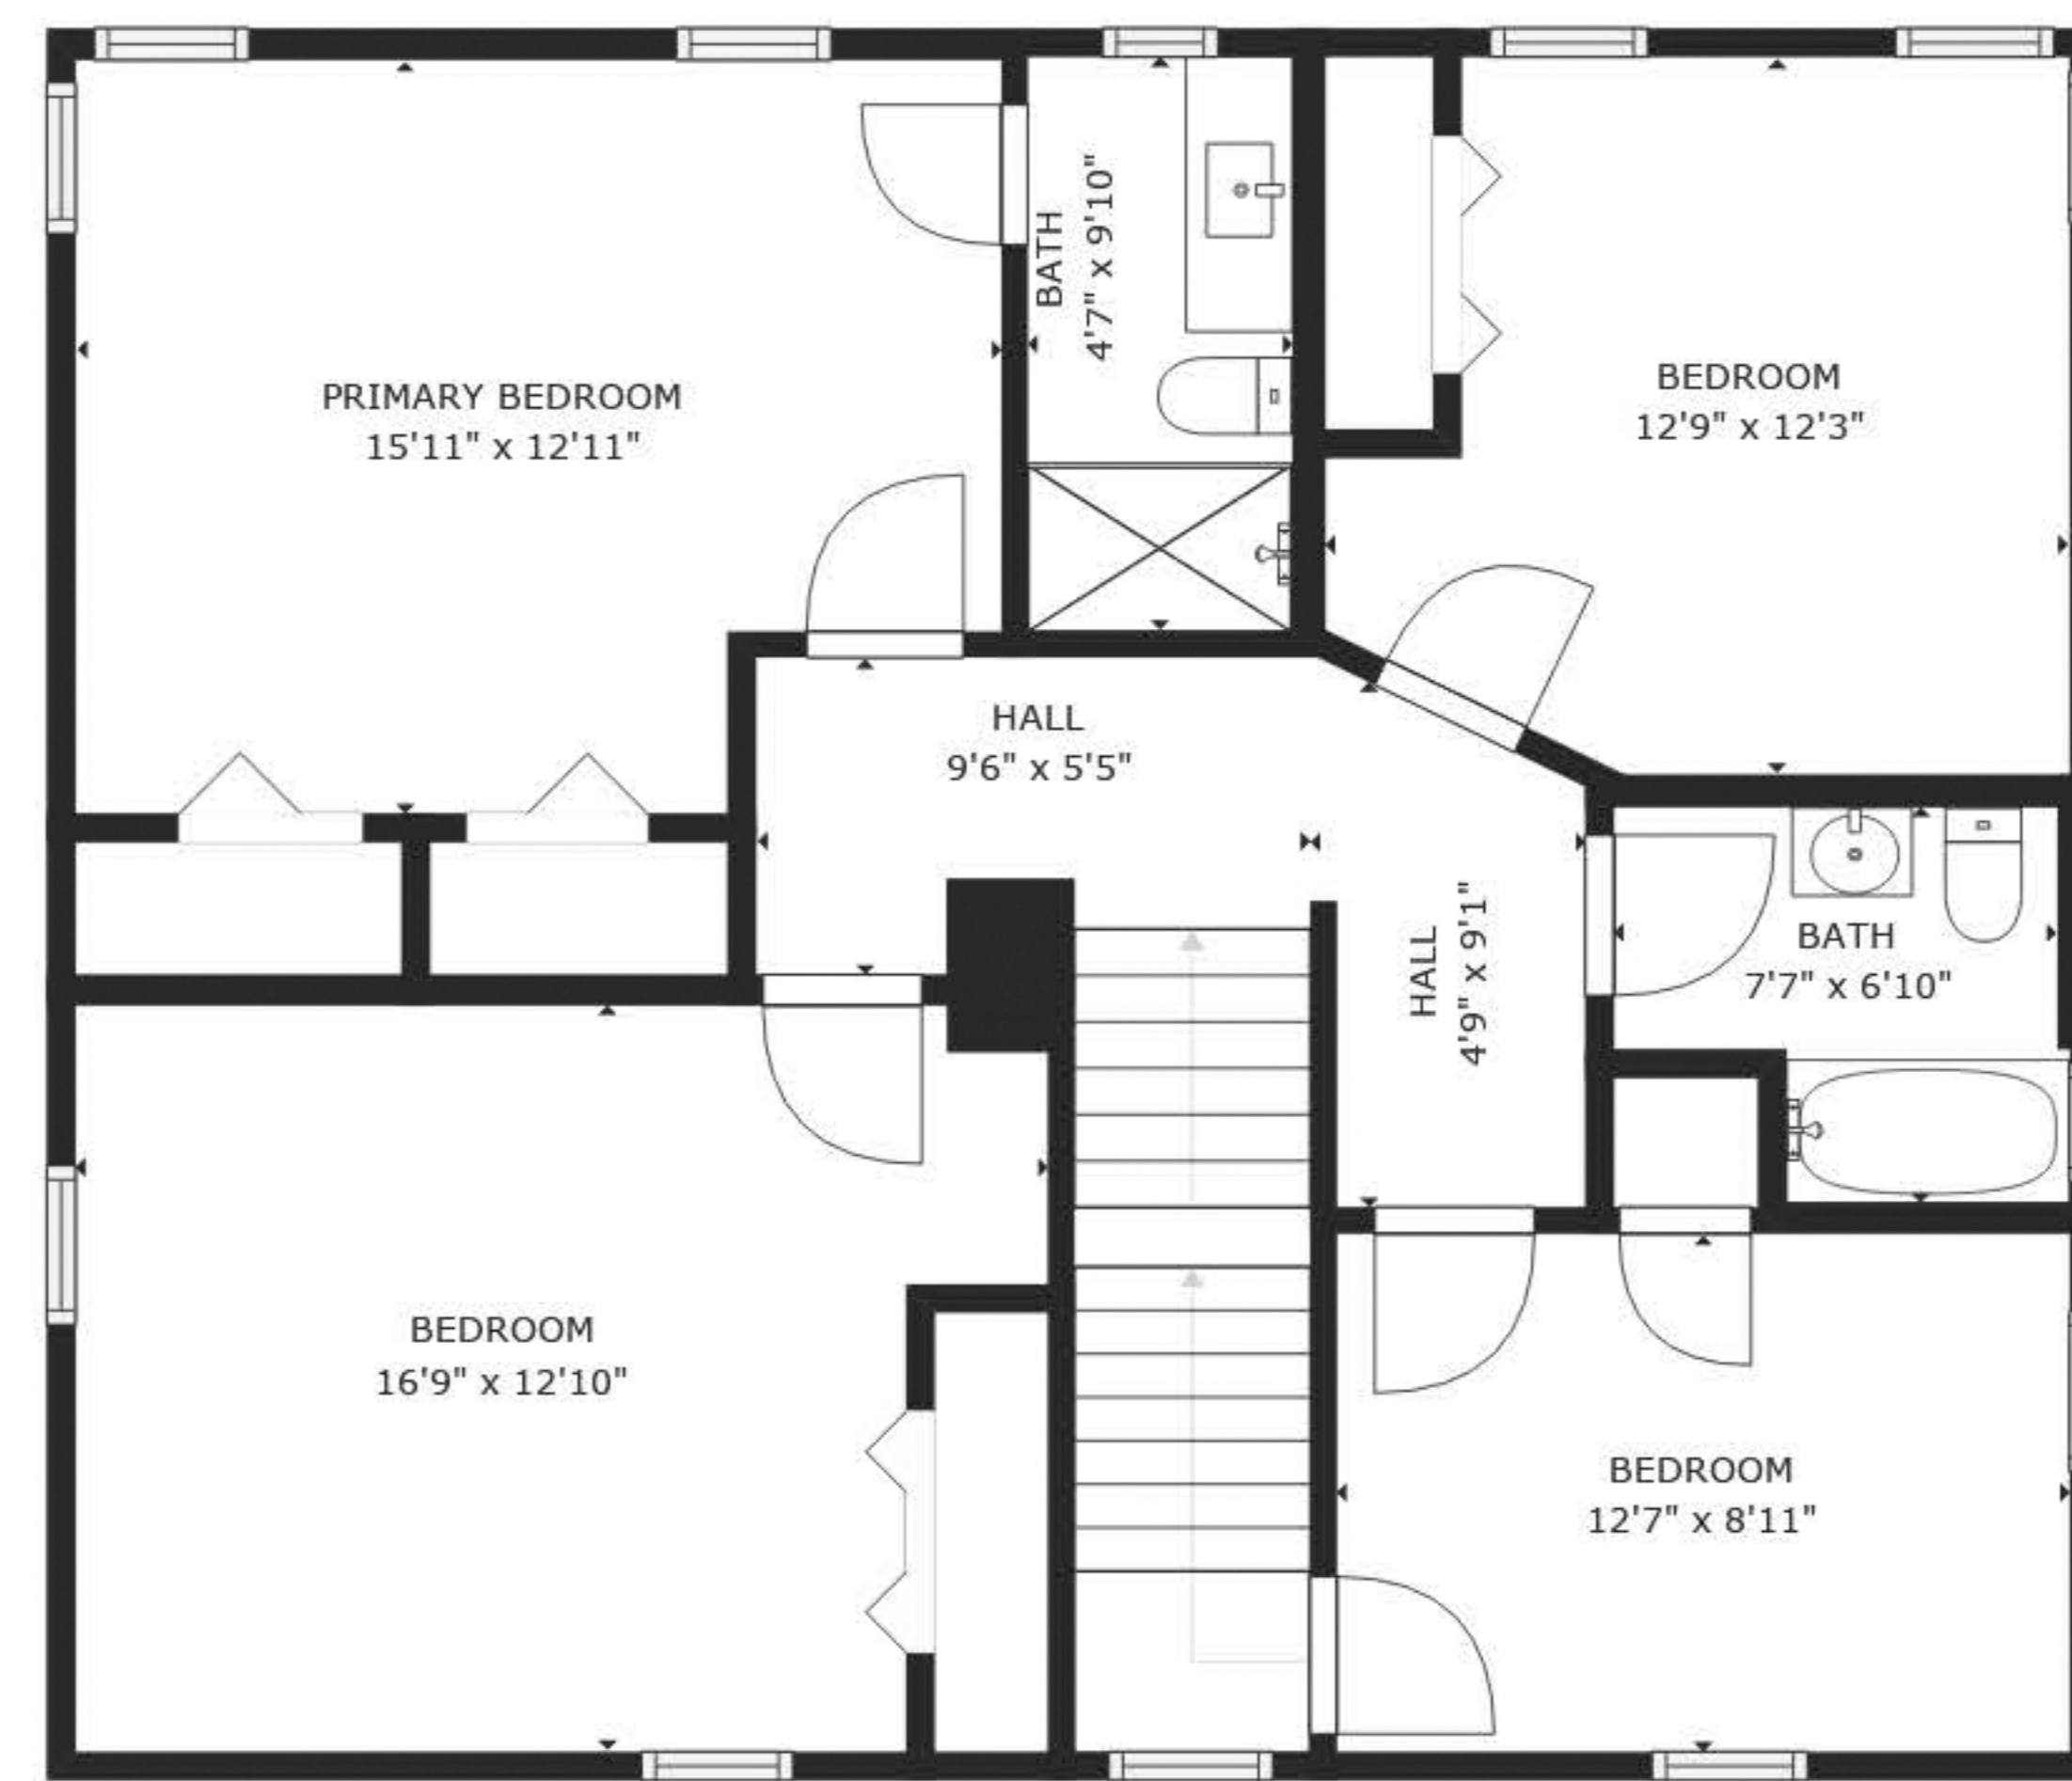 PRIMARY BEDROOM
15'11" x 12'11"
BATH
4'7" x 9'10"
BEDROOM
12'9" x 12'3"
HALL
9'6" x 5'5"
HALL
4'9" x 9'1"
BATH
7'7" x 6'10"
BEDROOM
16'9" x 12'10"
BEDROOM
12'7" x 8'11"